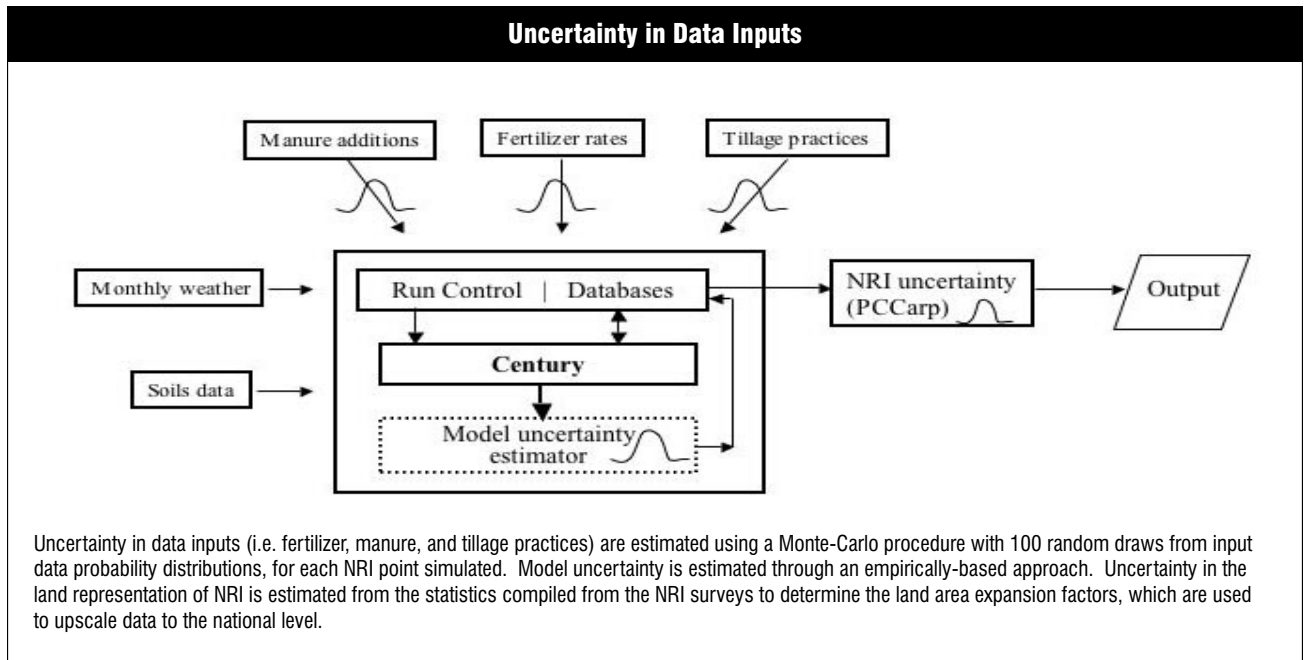 Uncertainty in Data Inputs
Manure additions
Fertilizer rates
Tillage practices
Monthly weather
Run Control | Databases
NRI uncertainty
(PCCarp)
Output
Century
Soils data
Model uncertainty
estimator
Uncertainty in data inputs (i.e. fertilizer, manure, and tillage practices) are estimated using a Monte-Carlo procedure with 100 random draws from input
data probability distributions, for each NRI point simulated.  Model uncertainty is estimated through an empirically-based approach.  Uncertainty in the
land representation of NRI is estimated from the statistics compiled from the NRI surveys to determine the land area expansion factors, which are used
to upscale data to the national level.